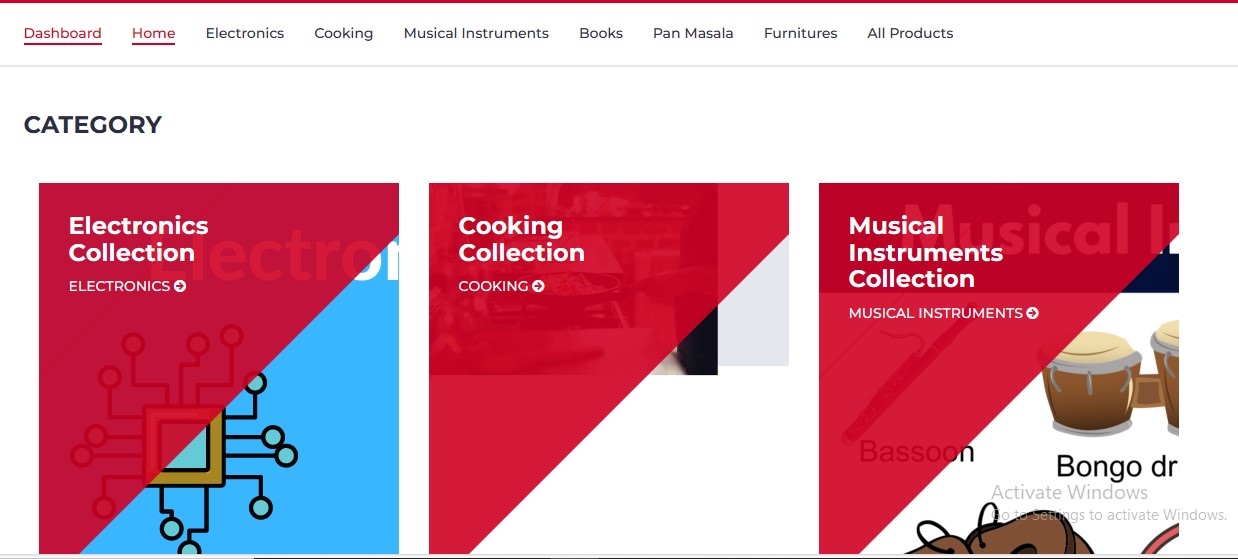 Dashboard Home Electronics Cooking Musical Instruments Books Pan Masala Furnitures All Products
CATEGORY
Electronics
Collection
ELECTRONICS
Electron
Cooking
Collection
COOKING
Musical
Instruments
Collection
MUSICAL INSTRUMENTS
Musical I
Bassoon
Bongo dr
Activate Windows
Go to Settings to activate Windows.